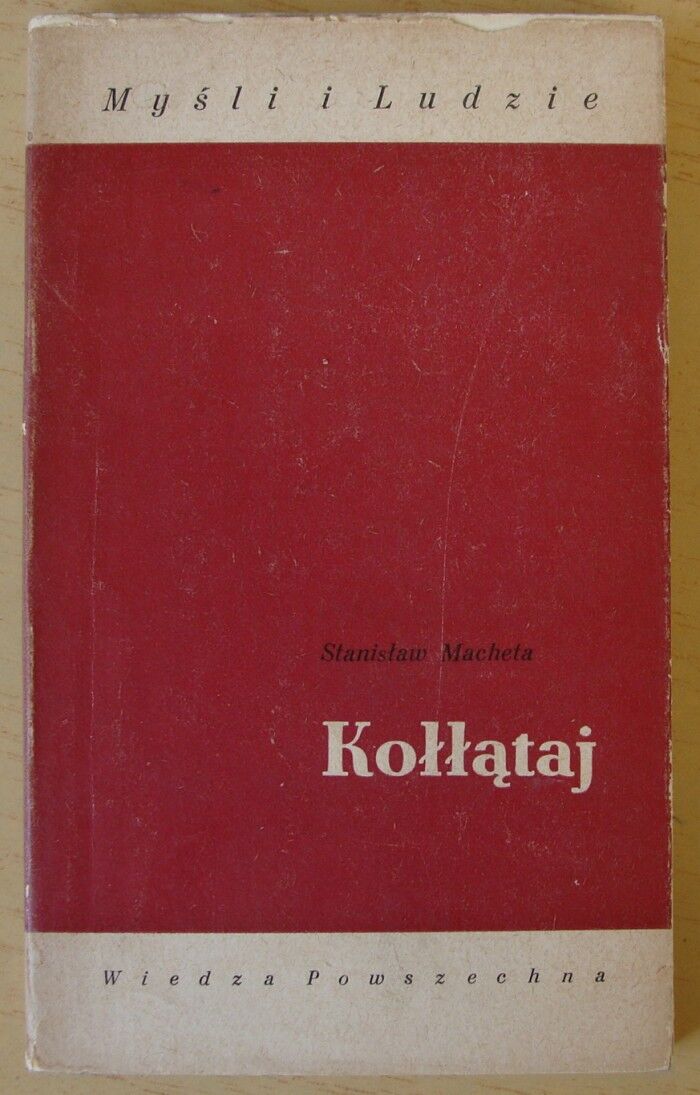 Myśli i Ludzie
Stanisław Macheta
Kołłątaj
Wiedza Powszechna